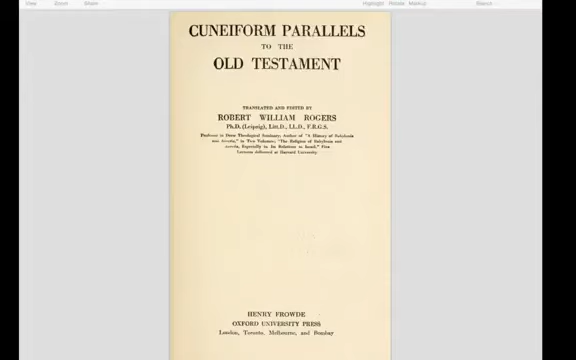 View Zoom Share Highlight Rotate Markup Search
CUNEIFORM PARALLELS
TO THE
OLD TESTAMENT
TRANSLATED AND EDITED BY
ROBERT WILLIAM ROGERS
Ph.D. (Leipzig), Litt.D., LL.D., F.R.G.S.
Professor in Drew Theological Seminary; Author of "A History of Babylonia
and Assyria," in Two Volumes; "The Religion of Babylonia and
Assyria, Especially in Its Relations to Israel," Five
Lectures delivered at Harvard University
HENRY FROWDE
OXFORD UNIVERSITY PRESS
London, Toronto, Melbourne, and Bombay